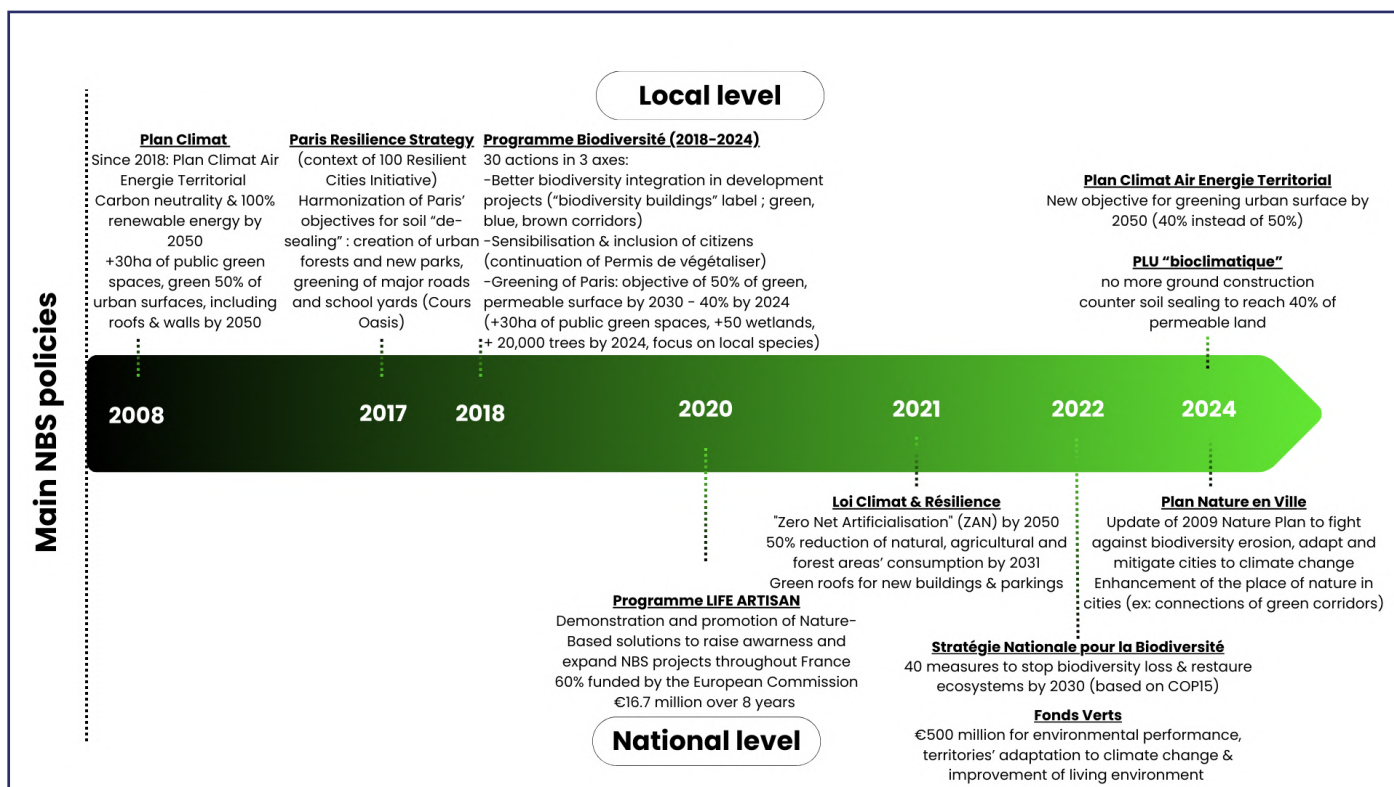 Main NBS policies
Local level
Plan Climat
Since 2018: Plan Climat Air
Energie Territorial
Carbon neutrality & 100%
renewable energy by
2050
+30ha of public green
spaces, green 50% of
urban surfaces, including
roofs & walls by 2050
Paris Resilience Strategy
(context of 100 Resilient
Cities Initiative)
Harmonization of Paris'
objectives for soil “de-
sealing” : creation of urban
forests and new parks,
greening of major roads
and school yards (Cours
Oasis)
Programme Biodiversité (2018-2024)
30 actions in 3 axes:
-Better biodiversity integration in development
projects (“biodiversity buildings” label ; green,
blue, brown corridors)
-Sensibilisation & inclusion of citizens
(continuation of Permis de végétaliser)
-Greening of Paris: objective of 50% of green,
permeable surface by 2030 - 40% by 2024
(+30ha of public green spaces, +50 wetlands,
+ 20,000 trees by 2024, focus on local species)
Plan Climat Air Energie Territorial
New objective for greening urban surface by
2050 (40% instead of 50%)
PLU “bioclimatique”
no more ground construction
counter soil sealing to reach 40% of
permeable land
2008
2017
2018
2020
2021
2022
2024
Programme LIFE ARTISAN
Demonstration and promotion of Nature-
Based solutions to raise awarness and
expand NBS projects throughout France
60% funded by the European Commission
€16.7 million over 8 years
Loi Climat & Résilience
"Zero Net Artificialisation" (ZAN) by 2050
50% reduction of natural, agricultural and
forest areas’ consumption by 2031
Green roofs for new buildings & parkings
Stratégie Nationale pour la Biodiversité
40 measures to stop biodiversity loss & restaure
ecosystems by 2030 (based on COP15)
Fonds Verts
€500 million for environmental performance,
territories’ adaptation to climate change &
improvement of living environment
Plan Nature en Ville
Update of 2009 Nature Plan to fight
against biodiversity erosion, adapt and
mitigate cities to climate change
Enhancement of the place of nature in
cities (ex: connections of green corridors)
National level